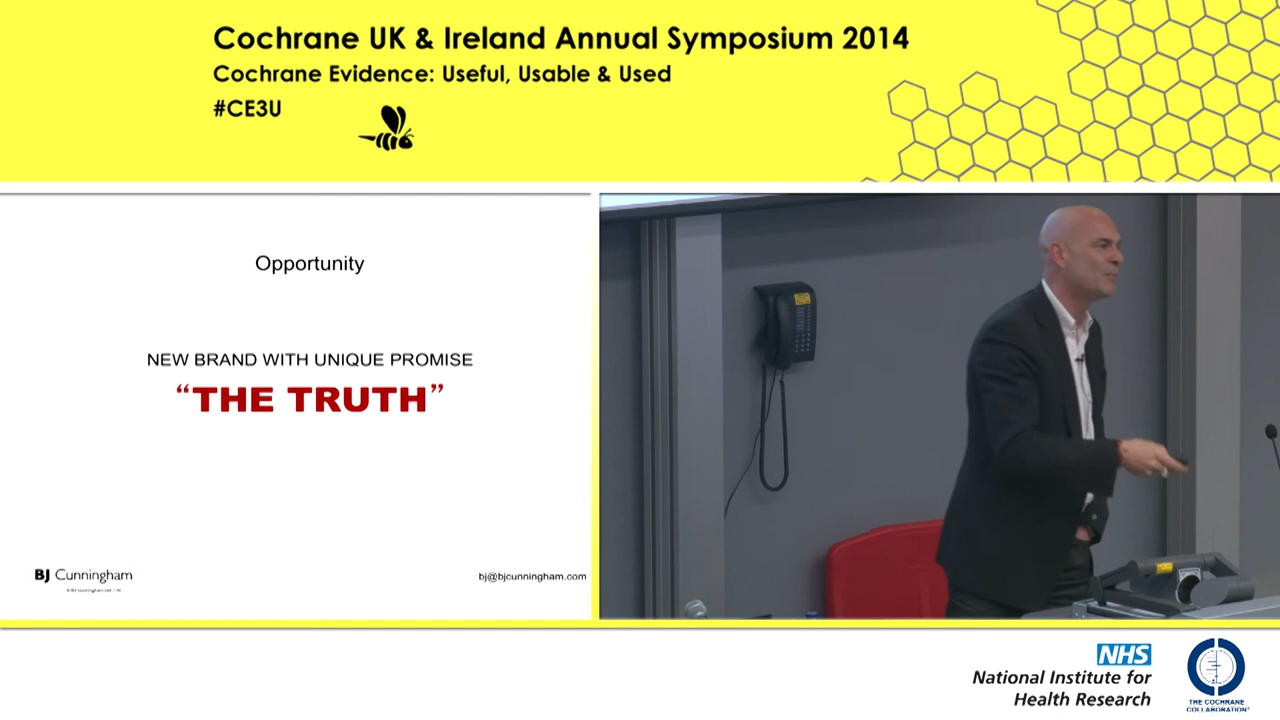 Cochrane UK & Ireland Annual Symposium 2014
Cochrane Evidence: Useful, Usable & Used
#CE3U
Opportunity
NEW BRAND WITH UNIQUE PROMISE
“THE TRUTH”
BJ Cunningham
bj@bjcunningham.com
NHS
National Institute for
Health Research
THE COCHRANE
COLLABORATION®